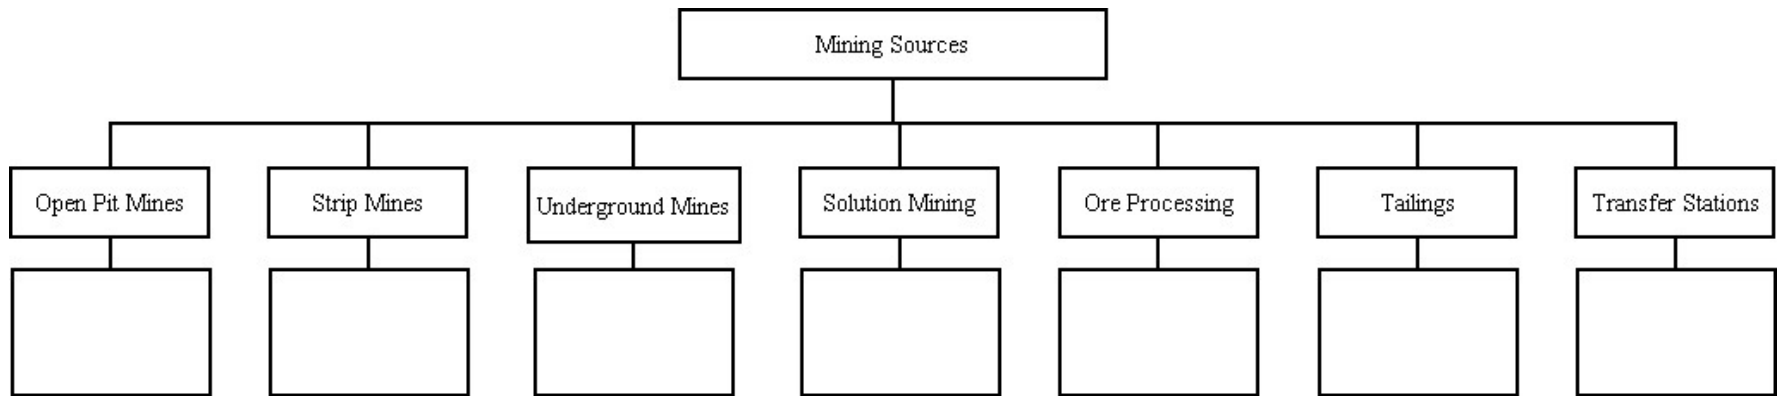 Mining Sources
Open Pit Mines
Strip Mines
Underground Mines
Solution Mining
Ore Processing
Tailings
Transfer Stations